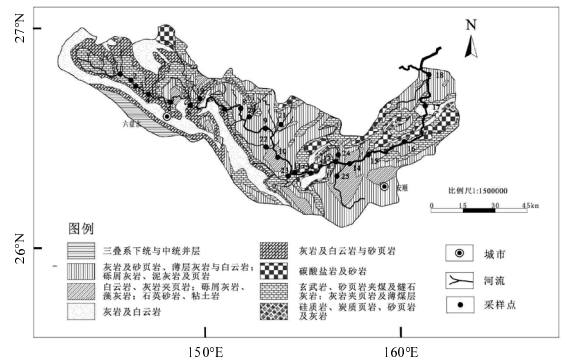 27°N
N
18
六盘水
安顺
16
15
14
24
25
比例尺1:1500000
0 15 30 45km
26°N
图例
三叠系下统与中统并层
灰岩及砂页岩、薄层灰岩与白云岩;
砾屑灰岩、泥灰岩及页岩
白云岩、灰岩夹页岩;砾屑灰岩、
藻灰岩;石英砂岩、粘土岩
灰岩及白云岩
灰岩及白云岩与砂页岩
碳酸盐岩及砂岩
玄武岩、砂页岩夹煤及燧石
灰岩;灰岩夹页岩及薄煤层
硅质岩、炭质页岩、砂页岩
及灰岩
城市
河流
采样点
150°E
160°E